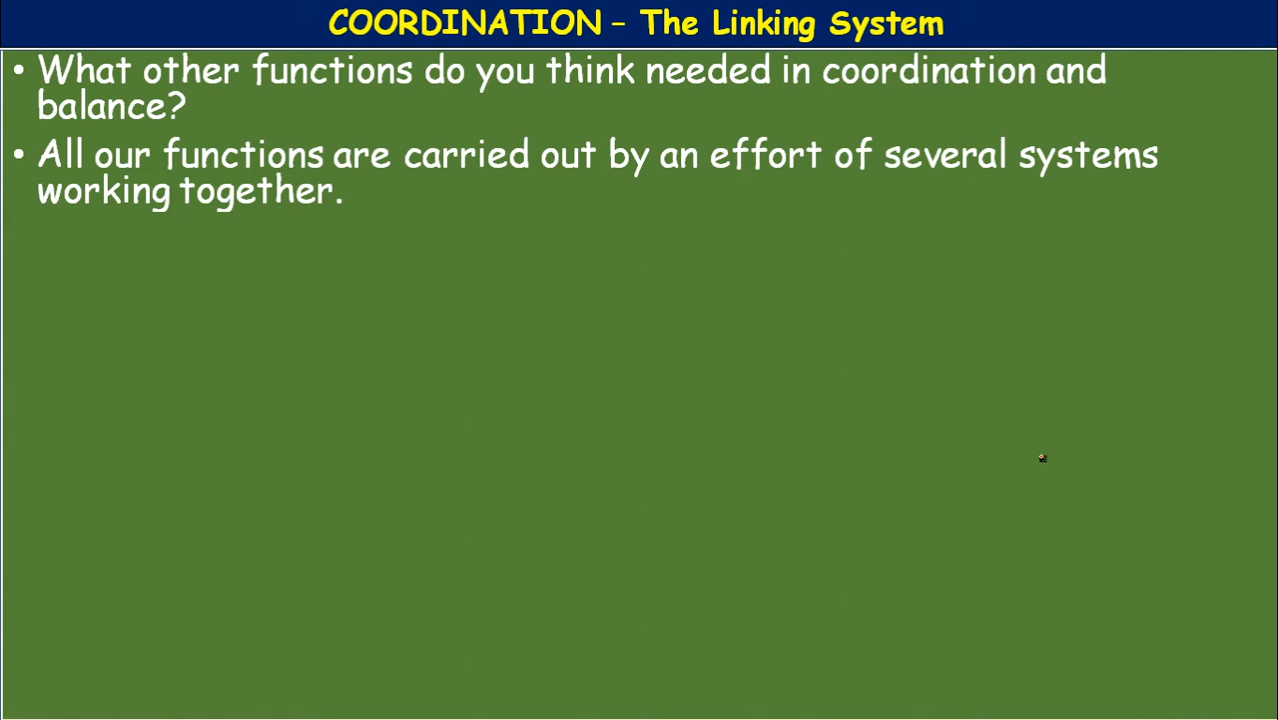 COORDINATION – The Linking System
• What other functions do you think needed in coordination and
balance?
• All our functions are carried out by an effort of several systems
working together.